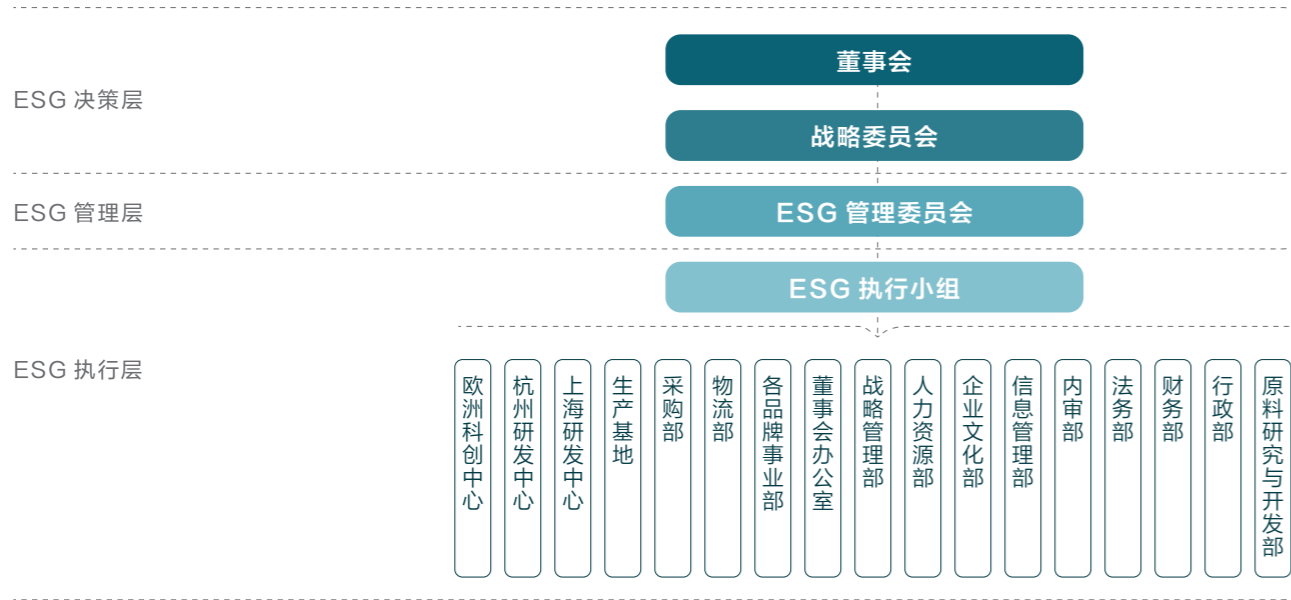 董事会
ESG 决策层
战略委员会
ESG 管理层
ESG 管理委员会
ESG 执行小组
ESG 执行层
欧洲科创中心
杭州研发中心
上海研发中心
生产基地
采购部
物流部
各品牌事业部
董事会办公室
战略管理部
人力资源部
企业文化部
信息管理部
内审部
法务部
财务部
行政部
原料研究与开发部